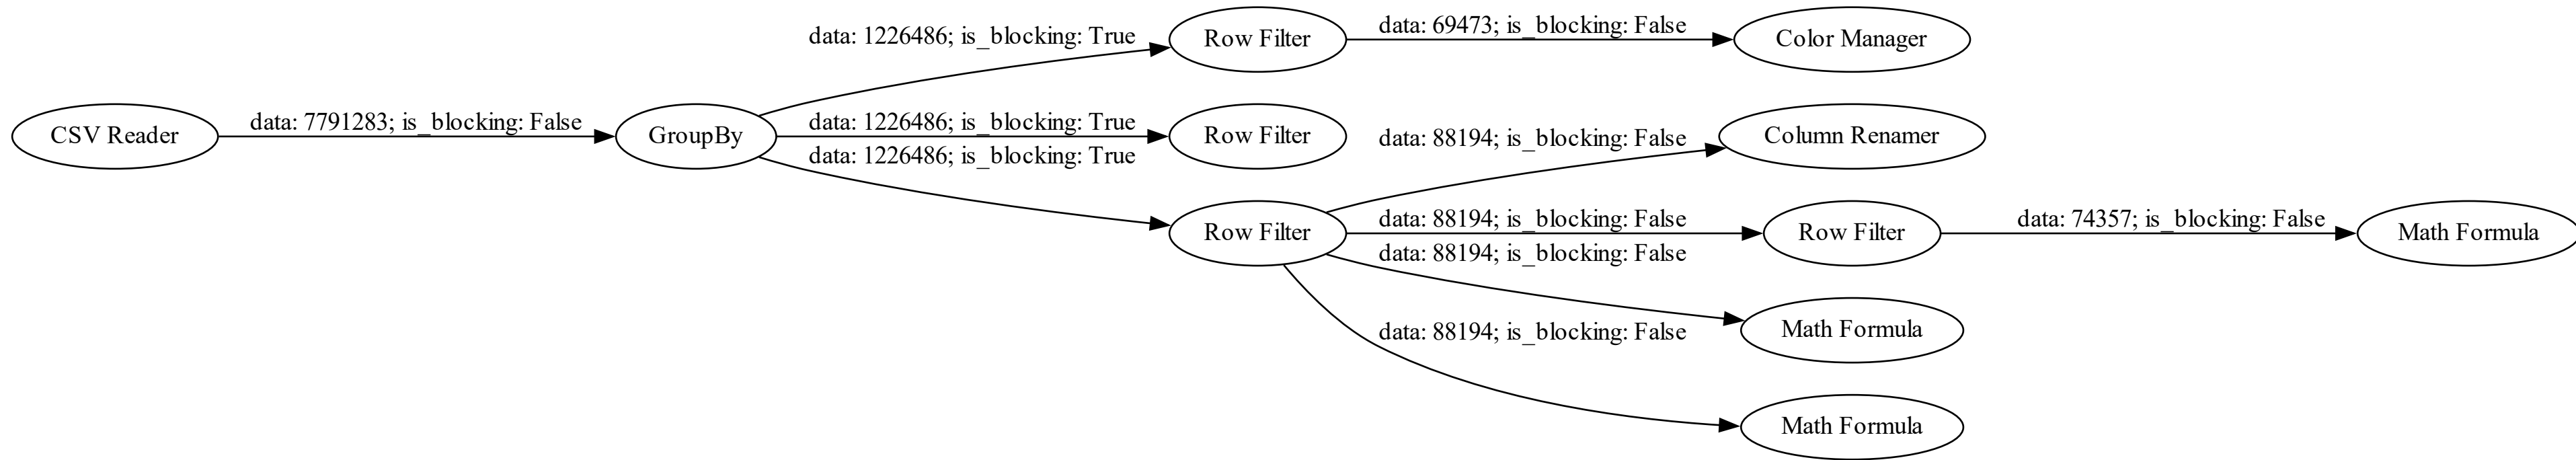 data: 1226486; is_blocking: True
Row Filter
data: 69473; is_blocking: False
Color Manager
CSV Reader
data: 7791283; is_blocking: False
GroupBy
data: 1226486; is_blocking: True
Row Filter
data: 88194; is_blocking: False
Column Renamer
data: 1226486; is_blocking: True
Row Filter
data: 88194; is_blocking: False
Row Filter
data: 74357; is_blocking: False
Math Formula
data: 88194; is_blocking: False
Math Formula
data: 88194; is_blocking: False
Math Formula